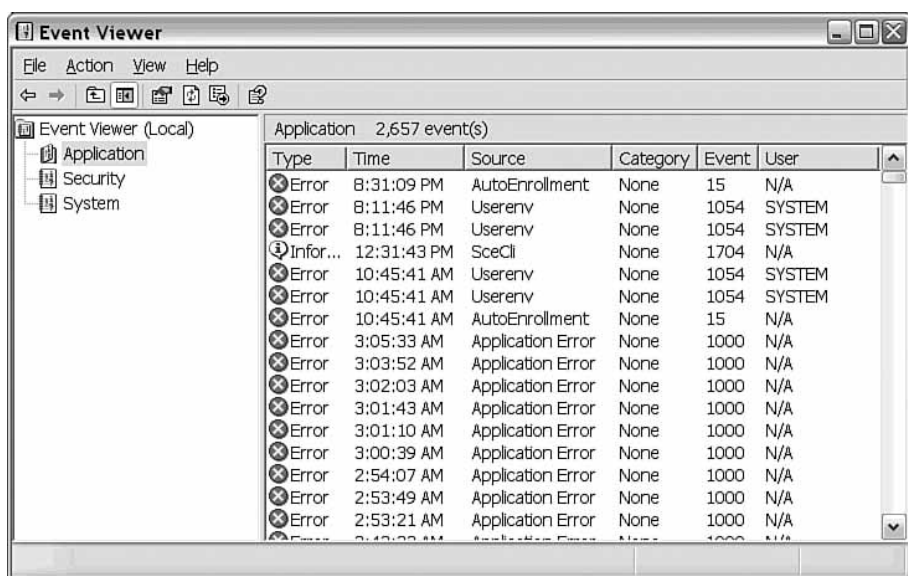 Event Viewer
File Action View Help
Event Viewer (Local)
Application
Security
System
Application 2,657 event(s)
Type Time Source Category Event User
Error 8:31:09 PM AutoEnrollment None 15 N/A
Error 8:11:46 PM Userenv None 1054 SYSTEM
Error 8:11:46 PM Userenv None 1054 SYSTEM
Infor... 12:31:43 PM SceCli None 1704 N/A
Error 10:45:41 AM Userenv None 1054 SYSTEM
Error 10:45:41 AM Userenv None 1054 SYSTEM
Error 10:45:41 AM AutoEnrollment None 15 N/A
Error 3:05:33 AM Application Error None 1000 N/A
Error 3:03:52 AM Application Error None 1000 N/A
Error 3:02:03 AM Application Error None 1000 N/A
Error 3:01:43 AM Application Error None 1000 N/A
Error 3:01:10 AM Application Error None 1000 N/A
Error 3:00:39 AM Application Error None 1000 N/A
Error 2:54:07 AM Application Error None 1000 N/A
Error 2:53:49 AM Application Error None 1000 N/A
Error 2:53:21 AM Application Error None 1000 N/A